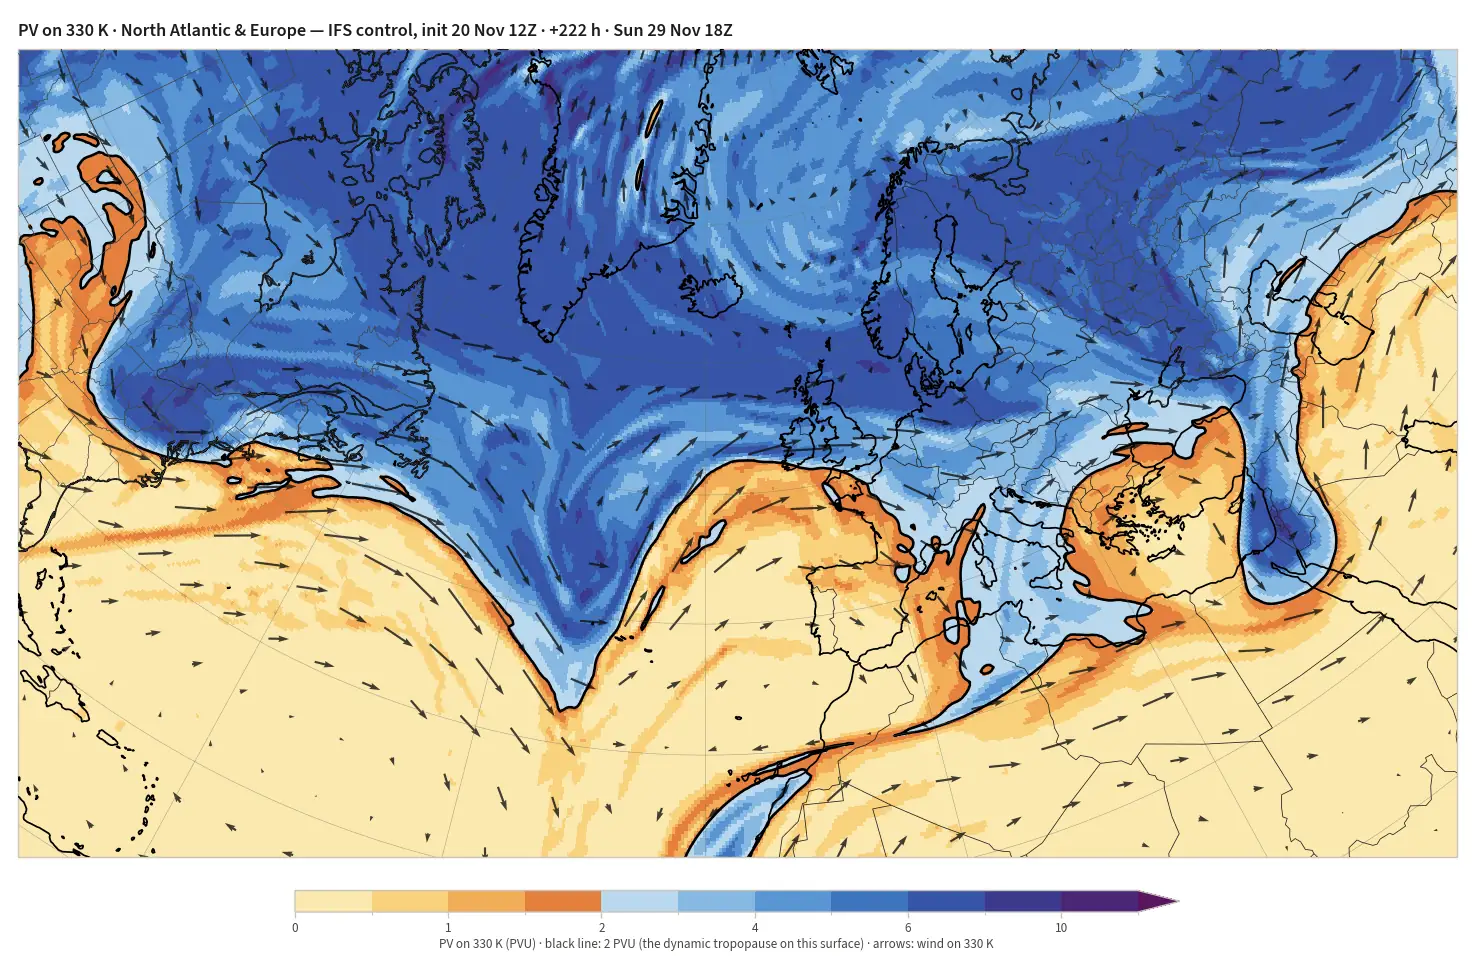 PV on 330 K · North Atlantic & Europe — IFS control, init 20 Nov 12Z · +222 h · Sun 29 Nov 18Z
0 1 2 4 6 10
PV on 330 K (PVU) · black line: 2 PVU (the dynamic tropopause on this surface) · arrows: wind on 330 K